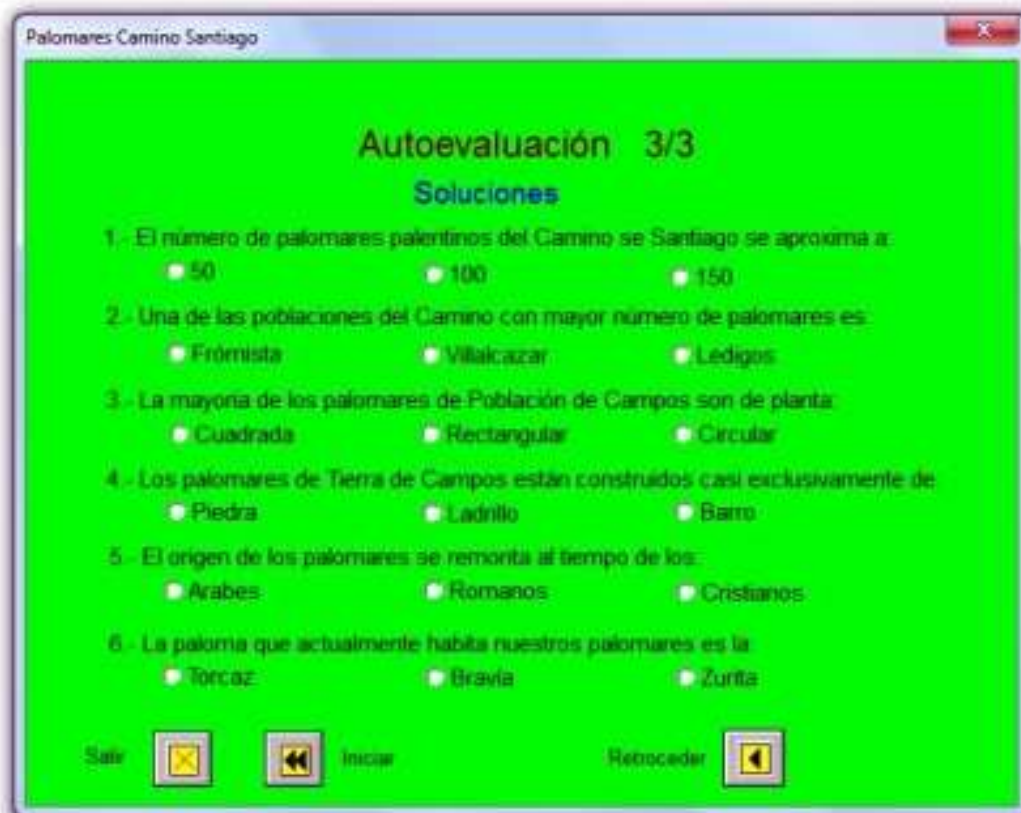 Palomares Camino Santiago
Autoevaluación 3/3
Soluciones
1.- El número de palomares palentinos del Camino se Santiago se aproxima a:
50 100 150
2.- Una de las poblaciones del Camino con mayor número de palomares es:
Frómista Villalcazar Ledigos
3.- La mayoria de los palomares de Población de Campos son de planta:
Cuadrada Rectangular Circular
4.- Los palomares de Tierra de Campos están construidos casi exclusivamente de
Piedra Ladrillo Barro
5.- El origen de los palomares se remonta al tiempo de los:
Arabes Romanos Cristianos
6.- La paloma que actualmente habita nuestros palomares es la:
Torcaz Bravía Zurita
Salir Iniciar Retroceder